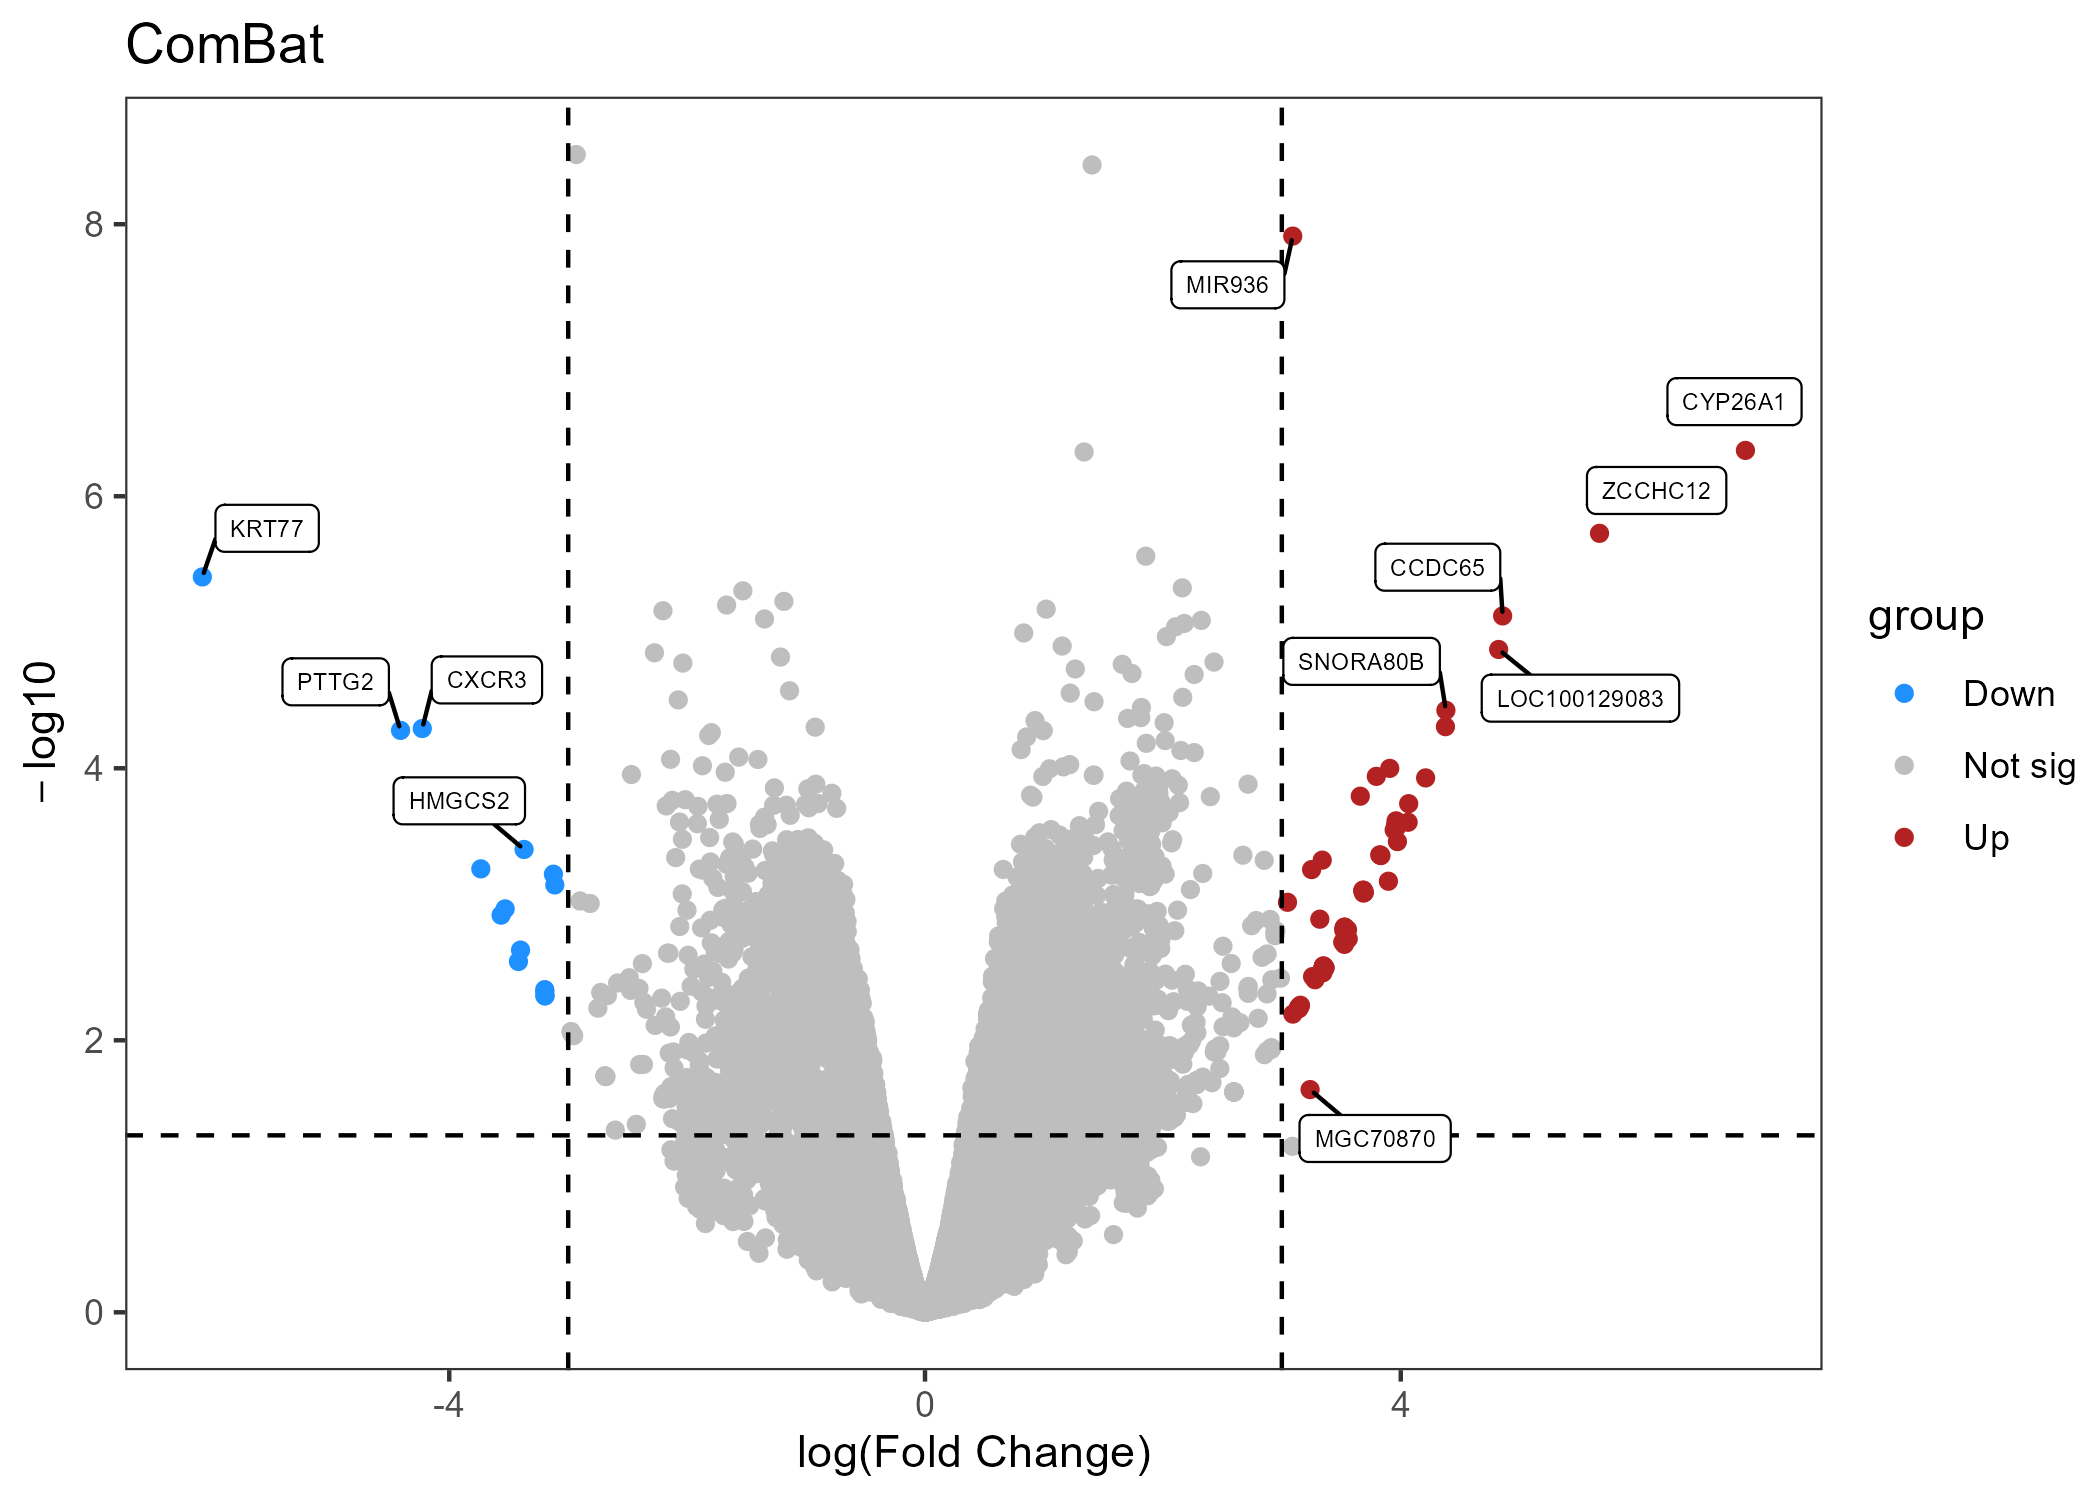 ComBat
MIR936
CYP26A1
ZCCHC12
KRT77
CCDC65
SNORA80B
PTTG2
CXCR3
LOC100129083
HMGCS2
MGC70870
8
6
4
2
0
− log10
-4
0
4
log(Fold Change)
group
Down
Not sig
Up